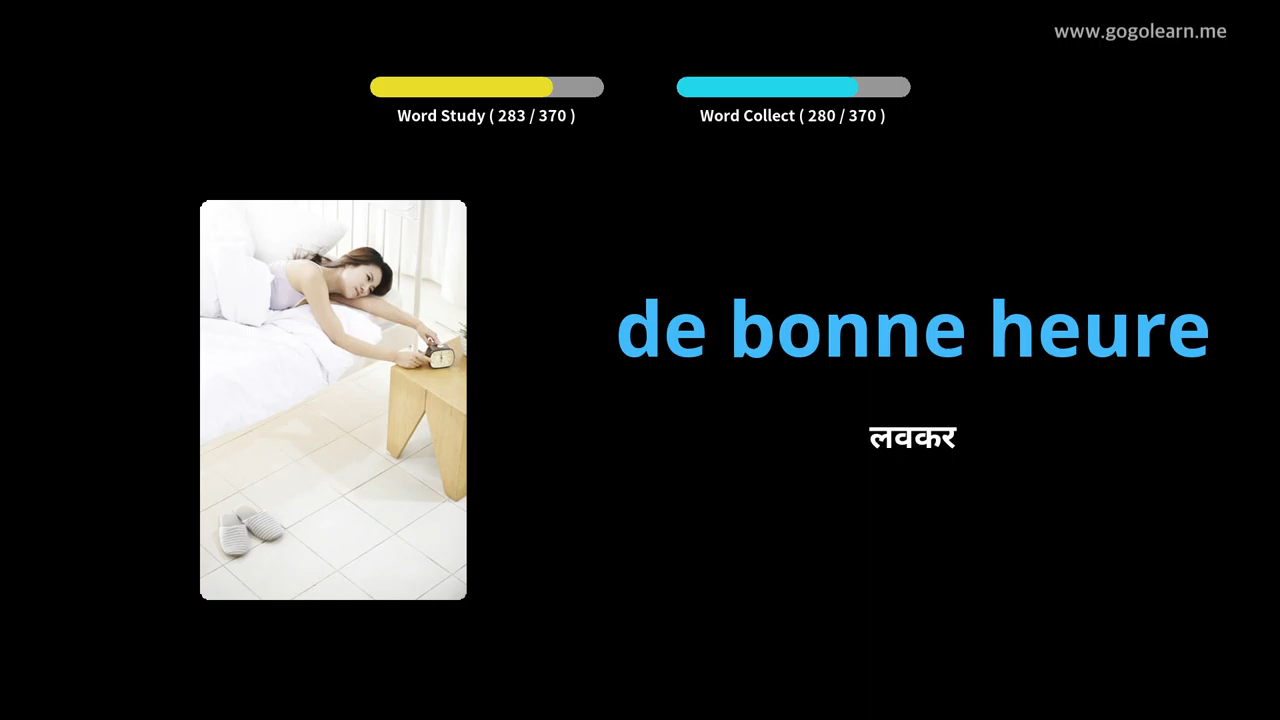 www.gogolearn.me
Word Study ( 283 / 370 )
Word Collect ( 280 / 370 )
de bonne heure
लवकर